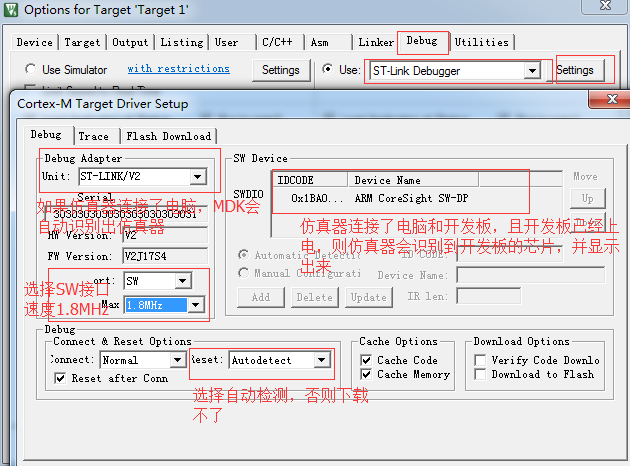 Options for Target 'Target 1'
Device Target Output Listing User C/C++ Asm Linker Debug Utilities
Use Simulator with restrictions Settings Use: ST-Link Debugger Settings
Cortex-M Target Driver Setup
Debug Trace Flash Download
Debug Adapter
Unit: ST-LINK/V2
Serial
如果仿真器连接了电脑，MDK会
自动识别出仿真器
HW Version: V2
FW Version: V2J17S4
ort: SW
Max 1.8MHz
选择SW接口
速度1.8MHz
SW Device
IDCODE Device Name Move
SWDIO 0x1BA0... ARM CoreSight SW-DP Up
仿真器连接了电脑和开发板，且开发板已经上
电，则仿真器会识别到开发板的芯片，并显示
出来
Automatic Detecti
Manual Configurati Device Name:
Add Delete Update IR len:
Debug
Connect & Reset Options
onnect: Normal eset: Autodetect
Reset after Conn
选择自动检测，否则下载
不了
Cache Options
Cache Code
Cache Memory
Download Options
Verify Code Downlo
Download to Flash